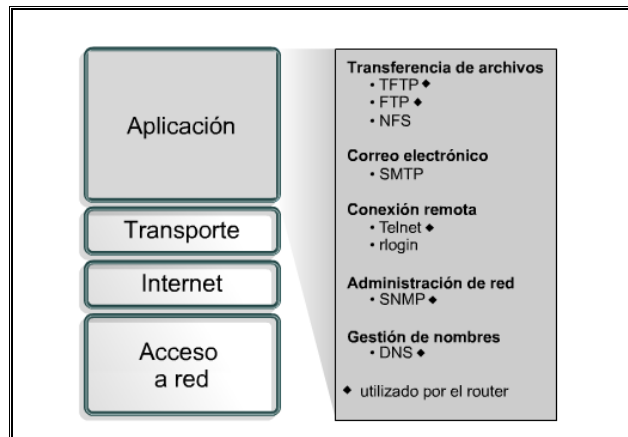 Aplicación
Transporte
Internet
Acceso
a red
Transferencia de archivos
• TFTP ◆
• FTP ◆
• NFS
Correo electrónico
• SMTP
Conexión remota
• Telnet ◆
• rlogin
Administración de red
• SNMP ◆
Gestión de nombres
• DNS ◆
◆ utilizado por el router